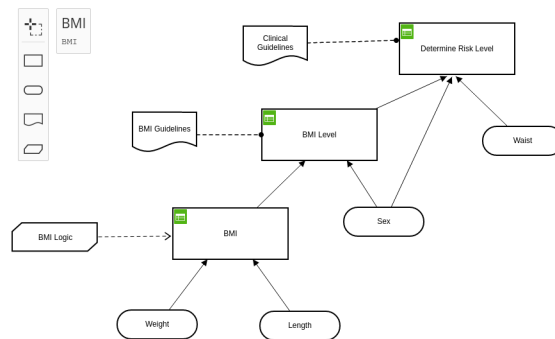 BMI
BMI
Clinical
Guidelines
Determine Risk Level
BMI Guidelines
BMI Level
Waist
Sex
BMI Logic
BMI
Weight
Length